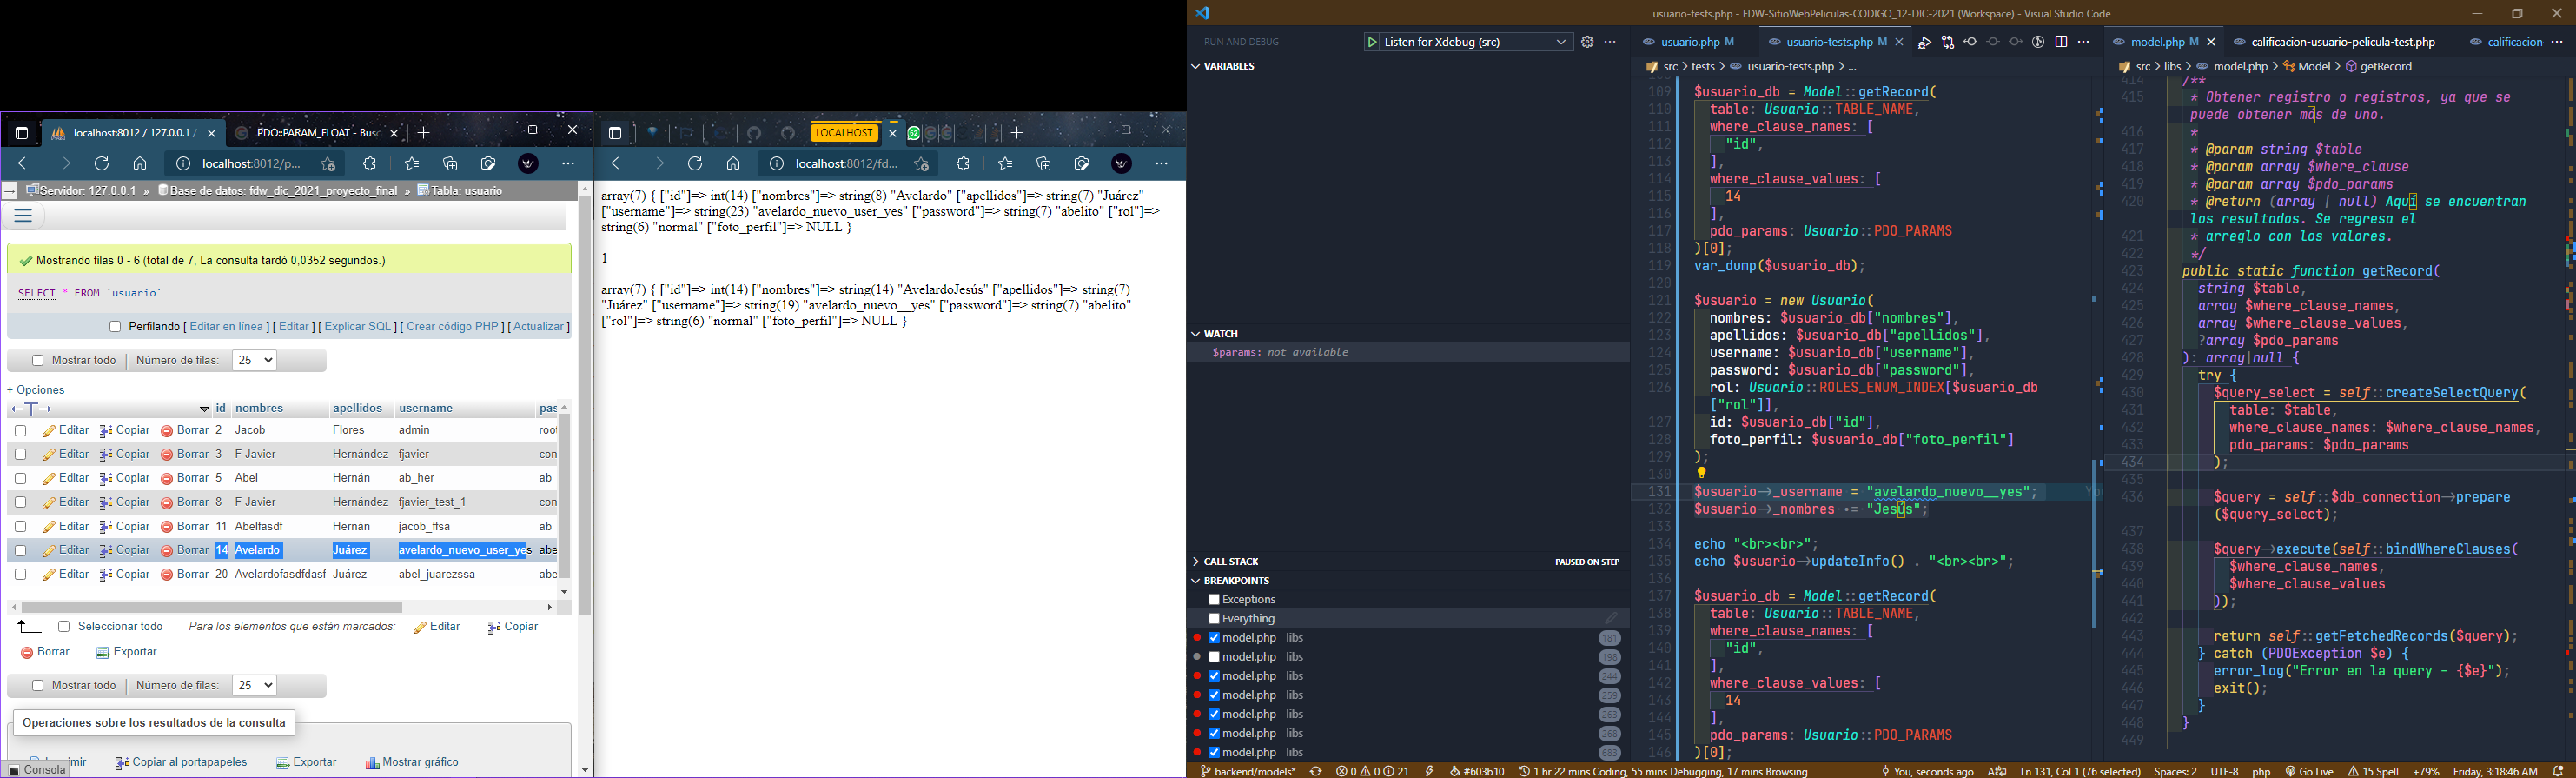 usuario-tests.php - FDW-SitioWebPeliculas-CODIGO_12-DIC-2021 (Workspace) - Visual Studio Code
localhost:8012 / 127.0.0.1 /
PDO::PARAM_FLOAT - Busc
localhost:8012/p...
Servidor: 127.0.0.1 » Base de datos: fdw_dic_2021_proyecto_final » Tabla: usuario
Mostrando filas 0 - 6 (total de 7, La consulta tardó 0,0352 segundos.)
SELECT * FROM `usuario`
Perfilando [ Editar en línea ] [ Editar ] [ Explicar SQL ] [ Crear código PHP ] [ Actualizar ]
Mostrar todo Número de filas: 25
+ Opciones
id nombres apellidos username pas
Editar Copiar Borrar 2 Jacob Flores admin root
Editar Copiar Borrar 3 F Javier Hernández fjavier con
Editar Copiar Borrar 5 Abel Hernán ab_her ab
Editar Copiar Borrar 8 F Javier Hernández fjavier_test_1 con
Editar Copiar Borrar 11 Abelfasdf Hernán jacob_ffsa ab
Editar Copiar Borrar 14 Avelardo Juárez avelardo_nuevo_user_yes abe
Editar Copiar Borrar 20 Avelardofasdfdasf Juárez abel_juarezssa abe
Seleccionar todo Para los elementos que están marcados: Editar Copiar
Borrar Exportar
Mostrar todo Número de filas: 25
Operaciones sobre los resultados de la consulta
Copiar al portapapeles Exportar Mostrar gráfico
Consola
LOCALHOST
62
localhost:8012/fd...
array(7) { ["id"]=> int(14) ["nombres"]=> string(8) "Avelardo" ["apellidos"]=> string(7) "Juárez"
["username"]=> string(23) "avelardo_nuevo_user_yes" ["password"]=> string(7) "abelito" ["rol"]=>
string(6) "normal" ["foto_perfil"]=> NULL }
1
array(7) { ["id"]=> int(14) ["nombres"]=> string(14) "AvelardoJesús" ["apellidos"]=> string(7)
"Juárez" ["username"]=> string(19) "avelardo_nuevo__yes" ["password"]=> string(7) "abelito"
["rol"]=> string(6) "normal" ["foto_perfil"]=> NULL }
RUN AND DEBUG
Listen for Xdebug (src)
VARIABLES
WATCH
$params: not available
CALL STACK PAUSED ON STEP
BREAKPOINTS
Exceptions
Everything
model.php libs 181
model.php libs 198
model.php libs 244
model.php libs 259
model.php libs 263
model.php libs 268
model.php libs 683
usuario.php M
usuario-tests.php M
src > tests > usuario-tests.php > ...
109 $usuario_db = Model::getRecord(
110 table: Usuario::TABLE_NAME,
111 where_clause_names: [
112 "id",
113 ],
114 where_clause_values: [
115 14
116 ],
117 pdo_params: Usuario::PDO_PARAMS
118 )[0];
119 var_dump($usuario_db);
120
121 $usuario = new Usuario(
122 nombres: $usuario_db["nombres"],
123 apellidos: $usuario_db["apellidos"],
124 username: $usuario_db["username"],
125 password: $usuario_db["password"],
126 rol: Usuario::ROLES_ENUM_INDEX[$usuario_db
["rol"]],
127 id: $usuario_db["id"],
128 foto_perfil: $usuario_db["foto_perfil"]
129 );
130
131 $usuario->_username = "avelardo_nuevo__yes";
132 $usuario->_nombres .= "Jesús";
133
134 echo "<br><br>";
135 echo $usuario->updateInfo() . "<br><br>";
136
137 $usuario_db = Model::getRecord(
138 table: Usuario::TABLE_NAME,
139 where_clause_names: [
140 "id",
141 ],
142 where_clause_values: [
143 14
144 ],
145 pdo_params: Usuario::PDO_PARAMS
146 )[0];
model.php M
calificacion-usuario-pelicula-test.php
calificacion
src > libs > model.php > Model > getRecord
414 /**
415 * Obtener registro o registros, ya que se
puede obtener más de uno.
416 *
417 * @param string $table
418 * @param array $where_clause
419 * @param array $pdo_params
420 * @return (array | null) Aquí se encuentran
los resultados. Se regresa el
421 * arreglo con los valores.
422 */
423 public static function getRecord(
424 string $table,
425 array $where_clause_names,
426 array $where_clause_values,
427 ?array $pdo_params
428 ): array|null {
429 try {
430 $query_select = self::createSelectQuery(
431 table: $table,
432 where_clause_names: $where_clause_names,
433 pdo_params: $pdo_params
434 );
435
436 $query = self::$db_connection->prepare
($query_select);
437
438 $query->execute(self::bindWhereClauses(
439 $where_clause_names,
440 $where_clause_values
441 ));
442
443 return self::getFetchedRecords($query);
444 } catch (PDOException $e) {
445 error_log("Error en la query - {$e}");
446 exit();
447 }
448 }
449
backend/models* 0 0 21 #603b10 1 hr 22 mins Coding, 55 mins Debugging, 17 mins Browsing You, seconds ago Ln 131, Col 1 (76 selected) Spaces: 2 UTF-8 php Go Live 15 Spell +79% Friday, 3:18:46 AM